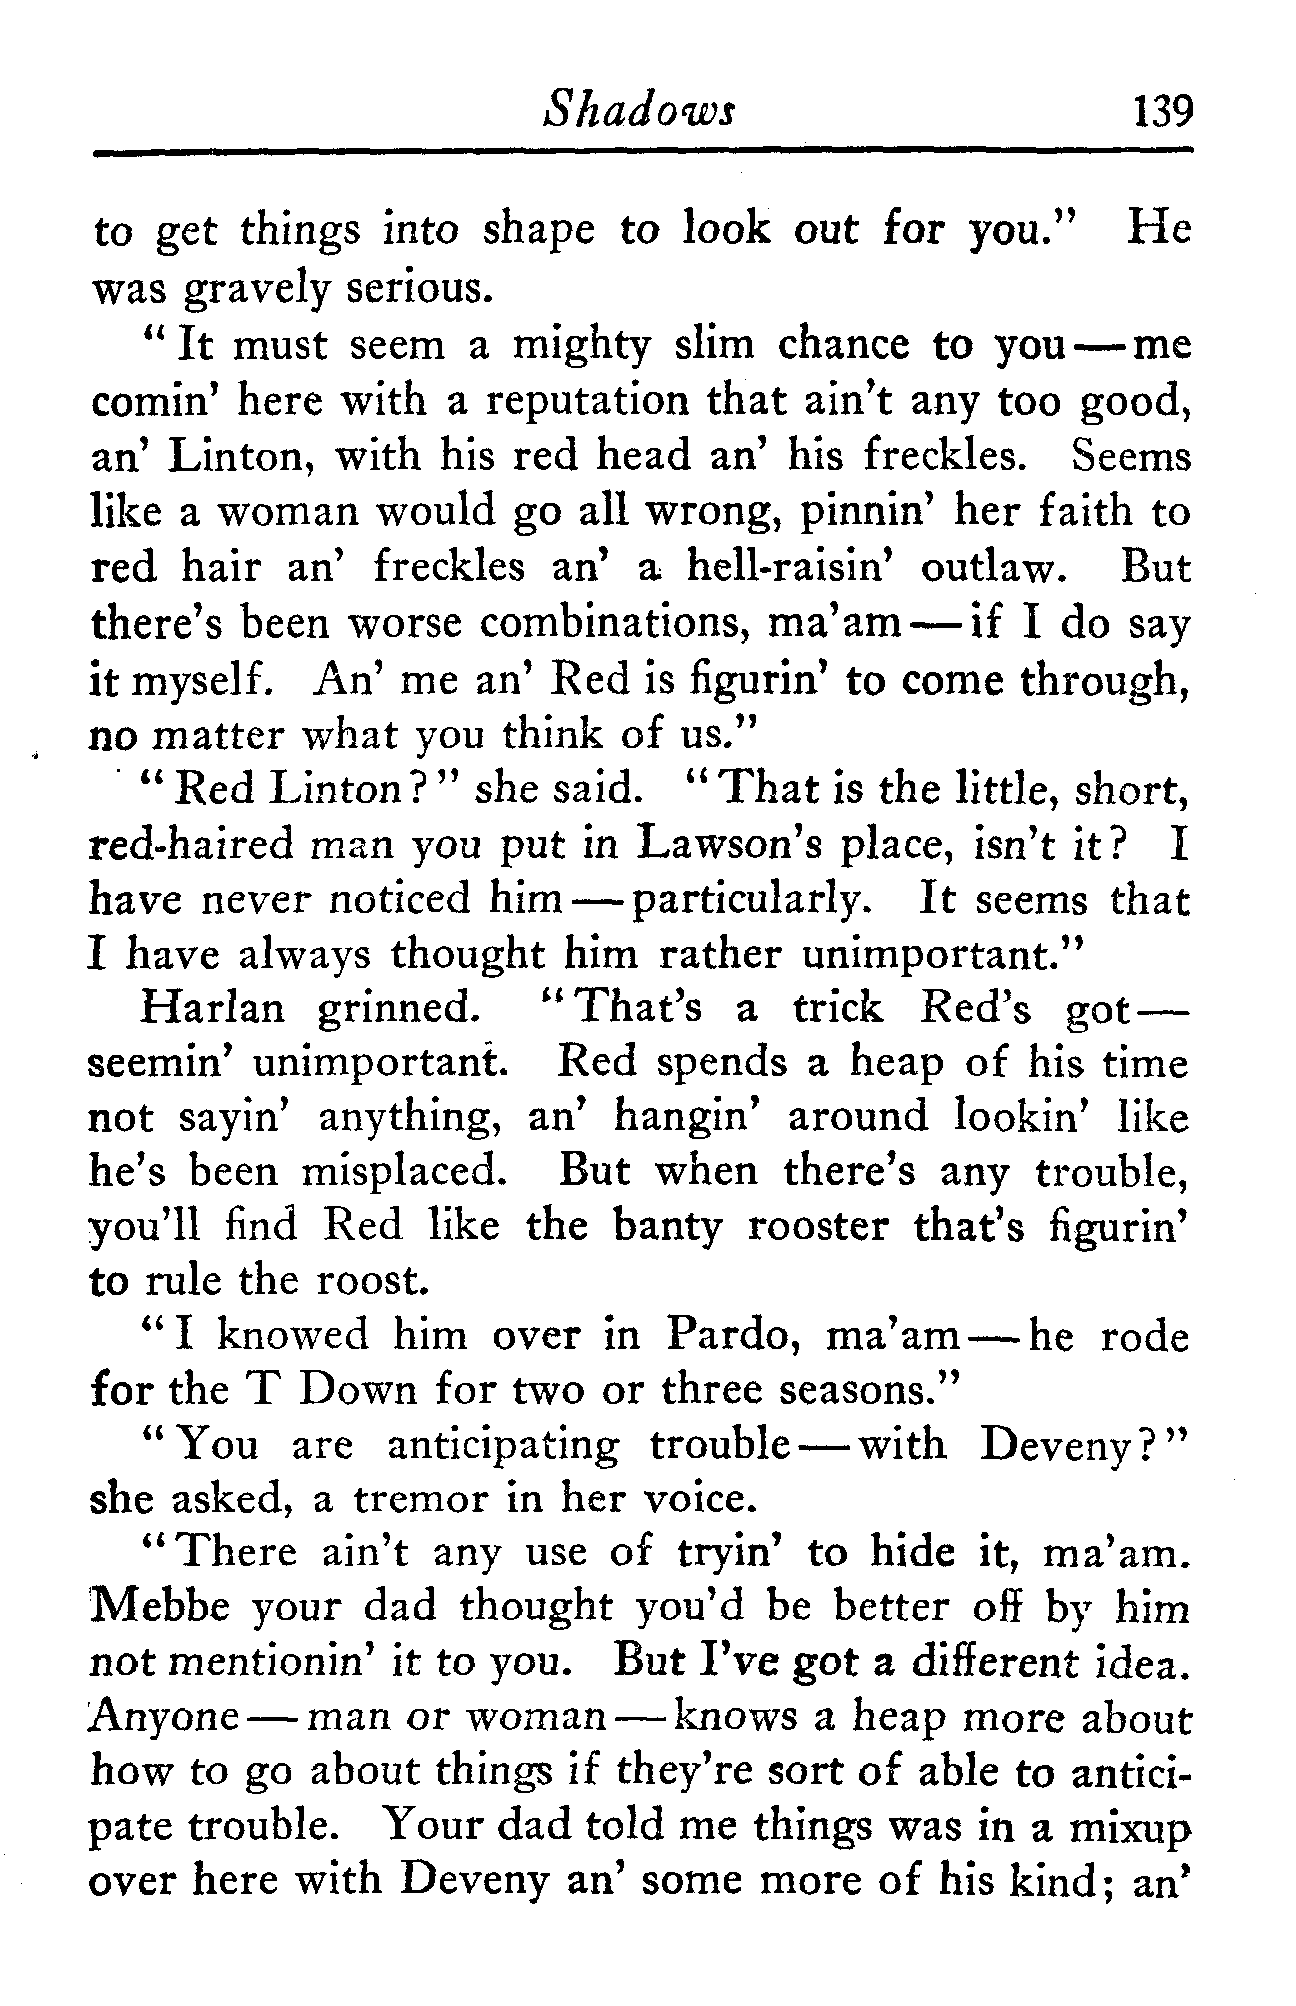 Shadows 139
to get things into shape to look out for you." He
was gravely serious.
"It must seem a mighty slim chance to you—me
comin' here with a reputation that ain't any too good,
an' Linton, with his red head an' his freckles. Seems
like a woman would go all wrong, pinnin' her faith to
red hair an' freckles an' a hell-raisin' outlaw. But
there's been worse combinations, ma'am—if I do say
it myself. An' me an' Red is figurin' to come through,
no matter what you think of us."
"Red Linton?" she said. "That is the little, short,
red-haired man you put in Lawson's place, isn't it? I
have never noticed him—particularly. It seems that
I have always thought him rather unimportant."
Harlan grinned. "That's a trick Red's got—
seemin' unimportant. Red spends a heap of his time
not sayin' anything, an' hangin' around lookin' like
he's been misplaced. But when there's any trouble,
you'll find Red like the banty rooster that's figurin'
to rule the roost.
"I knowed him over in Pardo, ma'am—he rode
for the T Down for two or three seasons."
"You are anticipating trouble—with Deveny?"
she asked, a tremor in her voice.
"There ain't any use of tryin' to hide it, ma'am.
Mebbe your dad thought you'd be better off by him
not mentionin' it to you. But I've got a different idea.
Anyone—man or woman—knows a heap more about
how to go about things if they're sort of able to antici-
pate trouble. Your dad told me things was in a mixup
over here with Deveny an' some more of his kind; an'